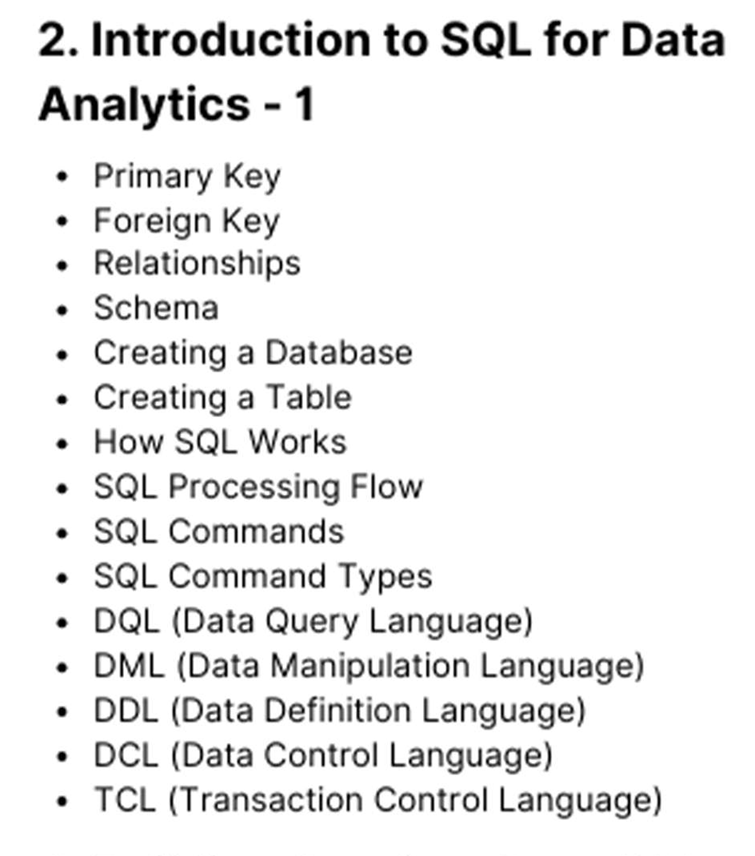 2. Introduction to SQL for Data
Analytics - 1
• Primary Key
• Foreign Key
• Relationships
• Schema
• Creating a Database
• Creating a Table
• How SQL Works
• SQL Processing Flow
• SQL Commands
• SQL Command Types
• DQL (Data Query Language)
• DML (Data Manipulation Language)
• DDL (Data Definition Language)
• DCL (Data Control Language)
• TCL (Transaction Control Language)